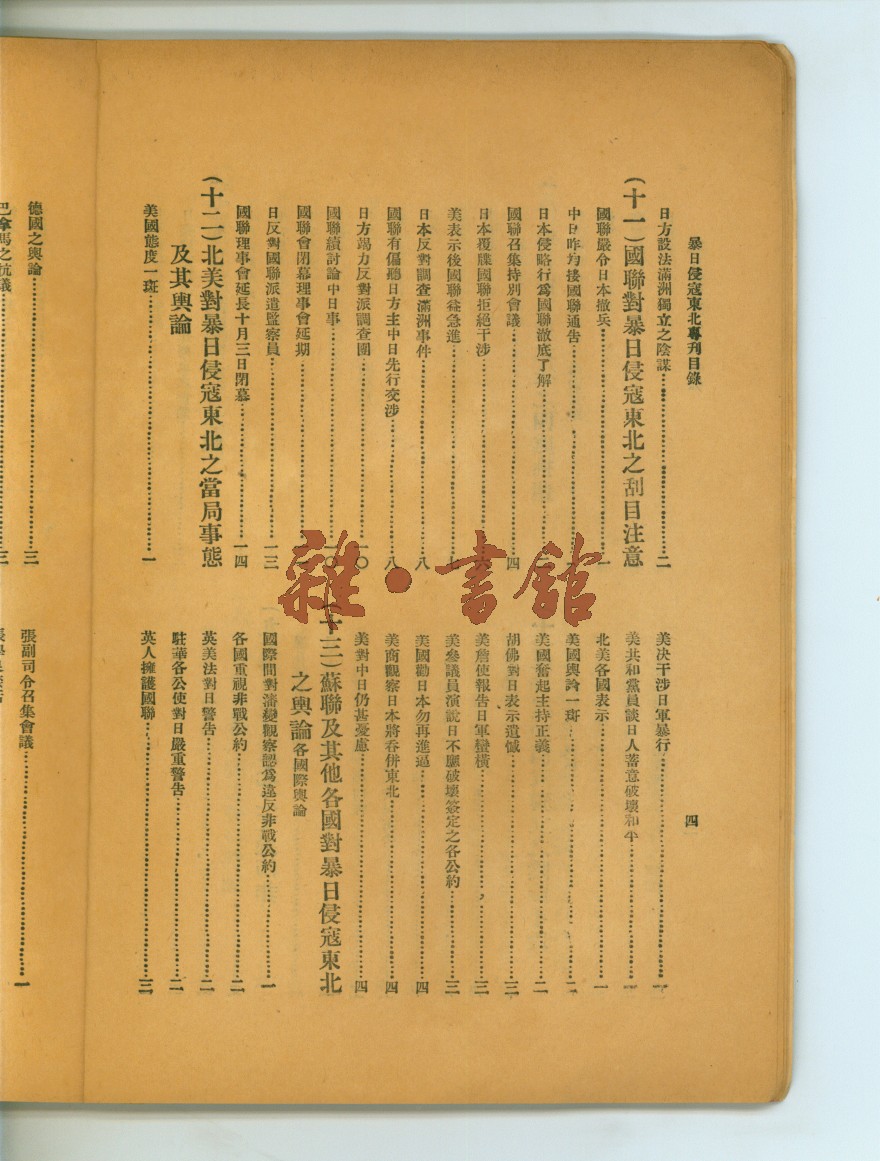 暴日侵寇東北專刊目錄
四
日方設法滿洲獨立之陰謀……二
(十一)國聯對暴日侵寇東北之刮目注意
國聯嚴令日本撤兵……一
中日昨均接國聯通告……
日本侵略行為國聯澈底了解……
國聯召集特別會議……四
日本覆牒國聯拒絕干涉……六
美表示後國聯益急進……七
日本反對調查滿洲事件……八
國聯有偏聽日方主中日先行交涉……八
日方竭力反對派調查團……一〇
國聯續討論中日事……一〇
國聯會閉幕理事會延期……
日反對國聯派遣監察員……一三
國聯理事會延長十月三日閉幕……一四
(十二)北美對暴日侵寇東北之當局事態
及其輿論
美國態度一斑……一
美決干涉日軍暴行……一
美共和黨員談日人蓄意破壞和平……一
北美各國表示……一
美國輿論一斑……二
美國奮起主持正義……二
胡佛對日表示遺憾……三
美詹使報告日軍蠻橫……三
美參議員演說日不應破壞簽定之各公約……三
美國勸日本勿再進逼……四
美商觀察日本將吞併東北……四
美對中日仍甚憂慮……四
(十三)蘇聯及其他各國對暴日侵寇東北
之輿論各國際輿論
國際間對瀋變觀察認為違反非戰公約……一
各國重視非戰公約……二
英美法對日警告……二
駐華各公使對日嚴重警告……二
英人擁護國聯……三
德國之輿論……三
巴拿馬之抗議……三
張副司令召集會議……一
雜·書館